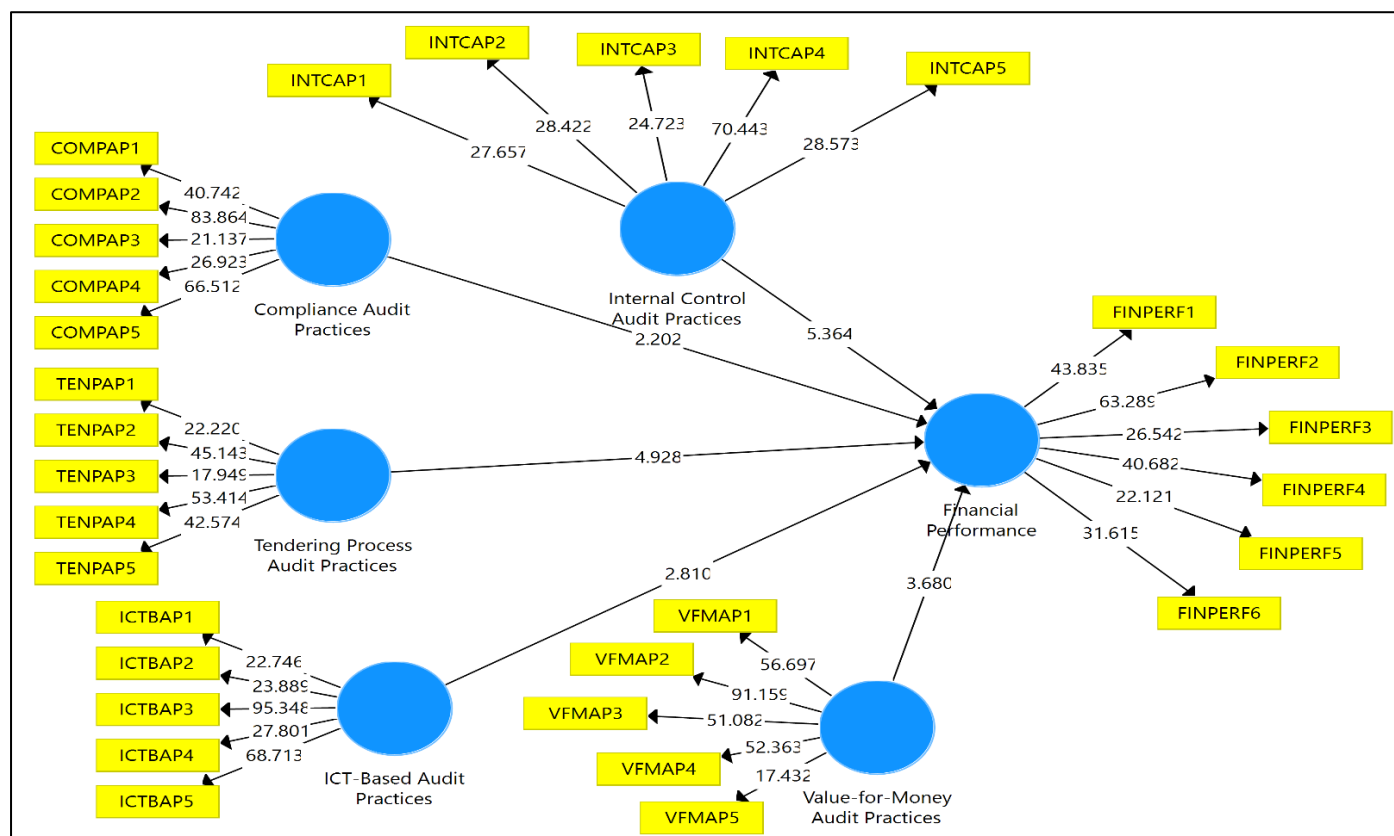 INTCAP1
INTCAP2
INTCAP3
INTCAP4
INTCAP5
27.657
28.422
24.723
70.443
28.573
Internal Control
Audit Practices
5.364
COMPAP1
COMPAP2
COMPAP3
COMPAP4
COMPAP5
40.742
83.864
21.137
26.923
66.512
Compliance Audit
Practices
2.202
TENPAP1
TENPAP2
TENPAP3
TENPAP4
TENPAP5
22.220
45.143
17.949
53.414
42.574
Tendering Process
Audit Practices
4.928
ICTBAP1
ICTBAP2
ICTBAP3
ICTBAP4
ICTBAP5
22.746
23.889
95.348
27.801
68.713
ICT-Based Audit
Practices
2.810
VFMAP1
VFMAP2
VFMAP3
VFMAP4
VFMAP5
56.697
91.159
51.082
52.363
17.432
Value-for-Money
Audit Practices
3.680
Financial
Performance
43.835
63.289
26.542
40.682
22.121
31.615
FINPERF1
FINPERF2
FINPERF3
FINPERF4
FINPERF5
FINPERF6